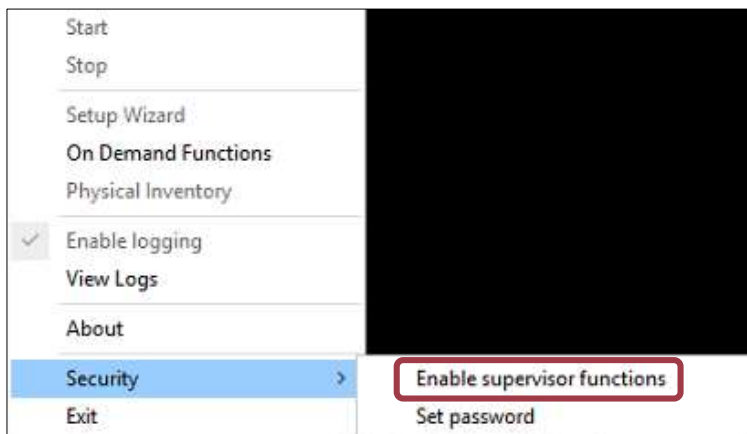 Start
Stop
Setup Wizard
On Demand Functions
Physical Inventory
Enable logging
View Logs
About
Security
Enable supervisor functions
Exit
Set password